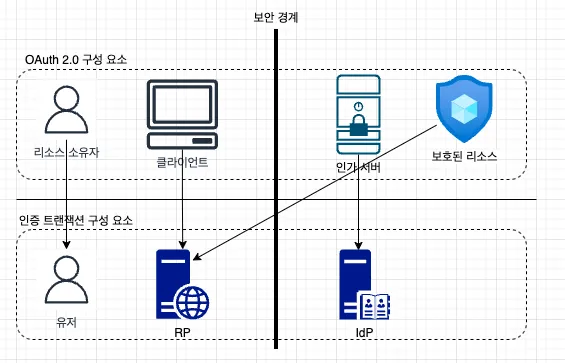 보안 경계
OAuth 2.0 구성 요소
리소스 소유자
클라이언트
인가 서버
보호된 리소스
인증 트랜잭션 구성 요소
유저
RP
IdP